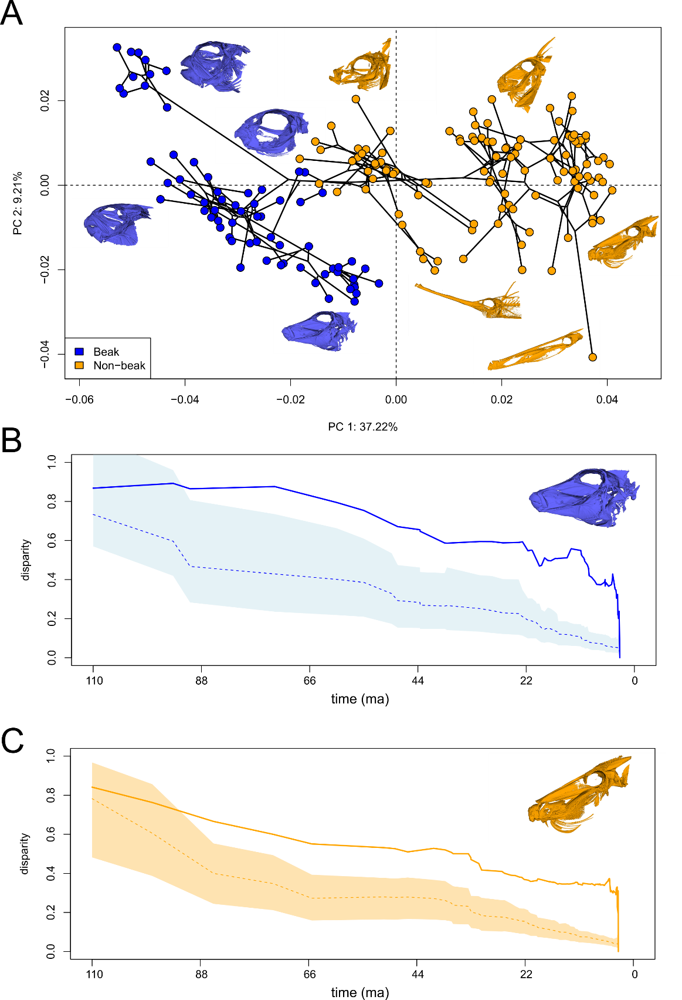 A
PC 2: 9.21%
0.02
0.00
−0.02
−0.04
Beak
Non−beak
−0.06 −0.04 −0.02 0.00 0.02 0.04
PC 1: 37.22%
B
disparity
1.0
0.8
0.6
0.4
0.2
0.0
110 88 66 44 22 0
time (ma)
C
disparity
1.0
0.8
0.6
0.4
0.2
0.0
110 88 66 44 22 0
time (ma)